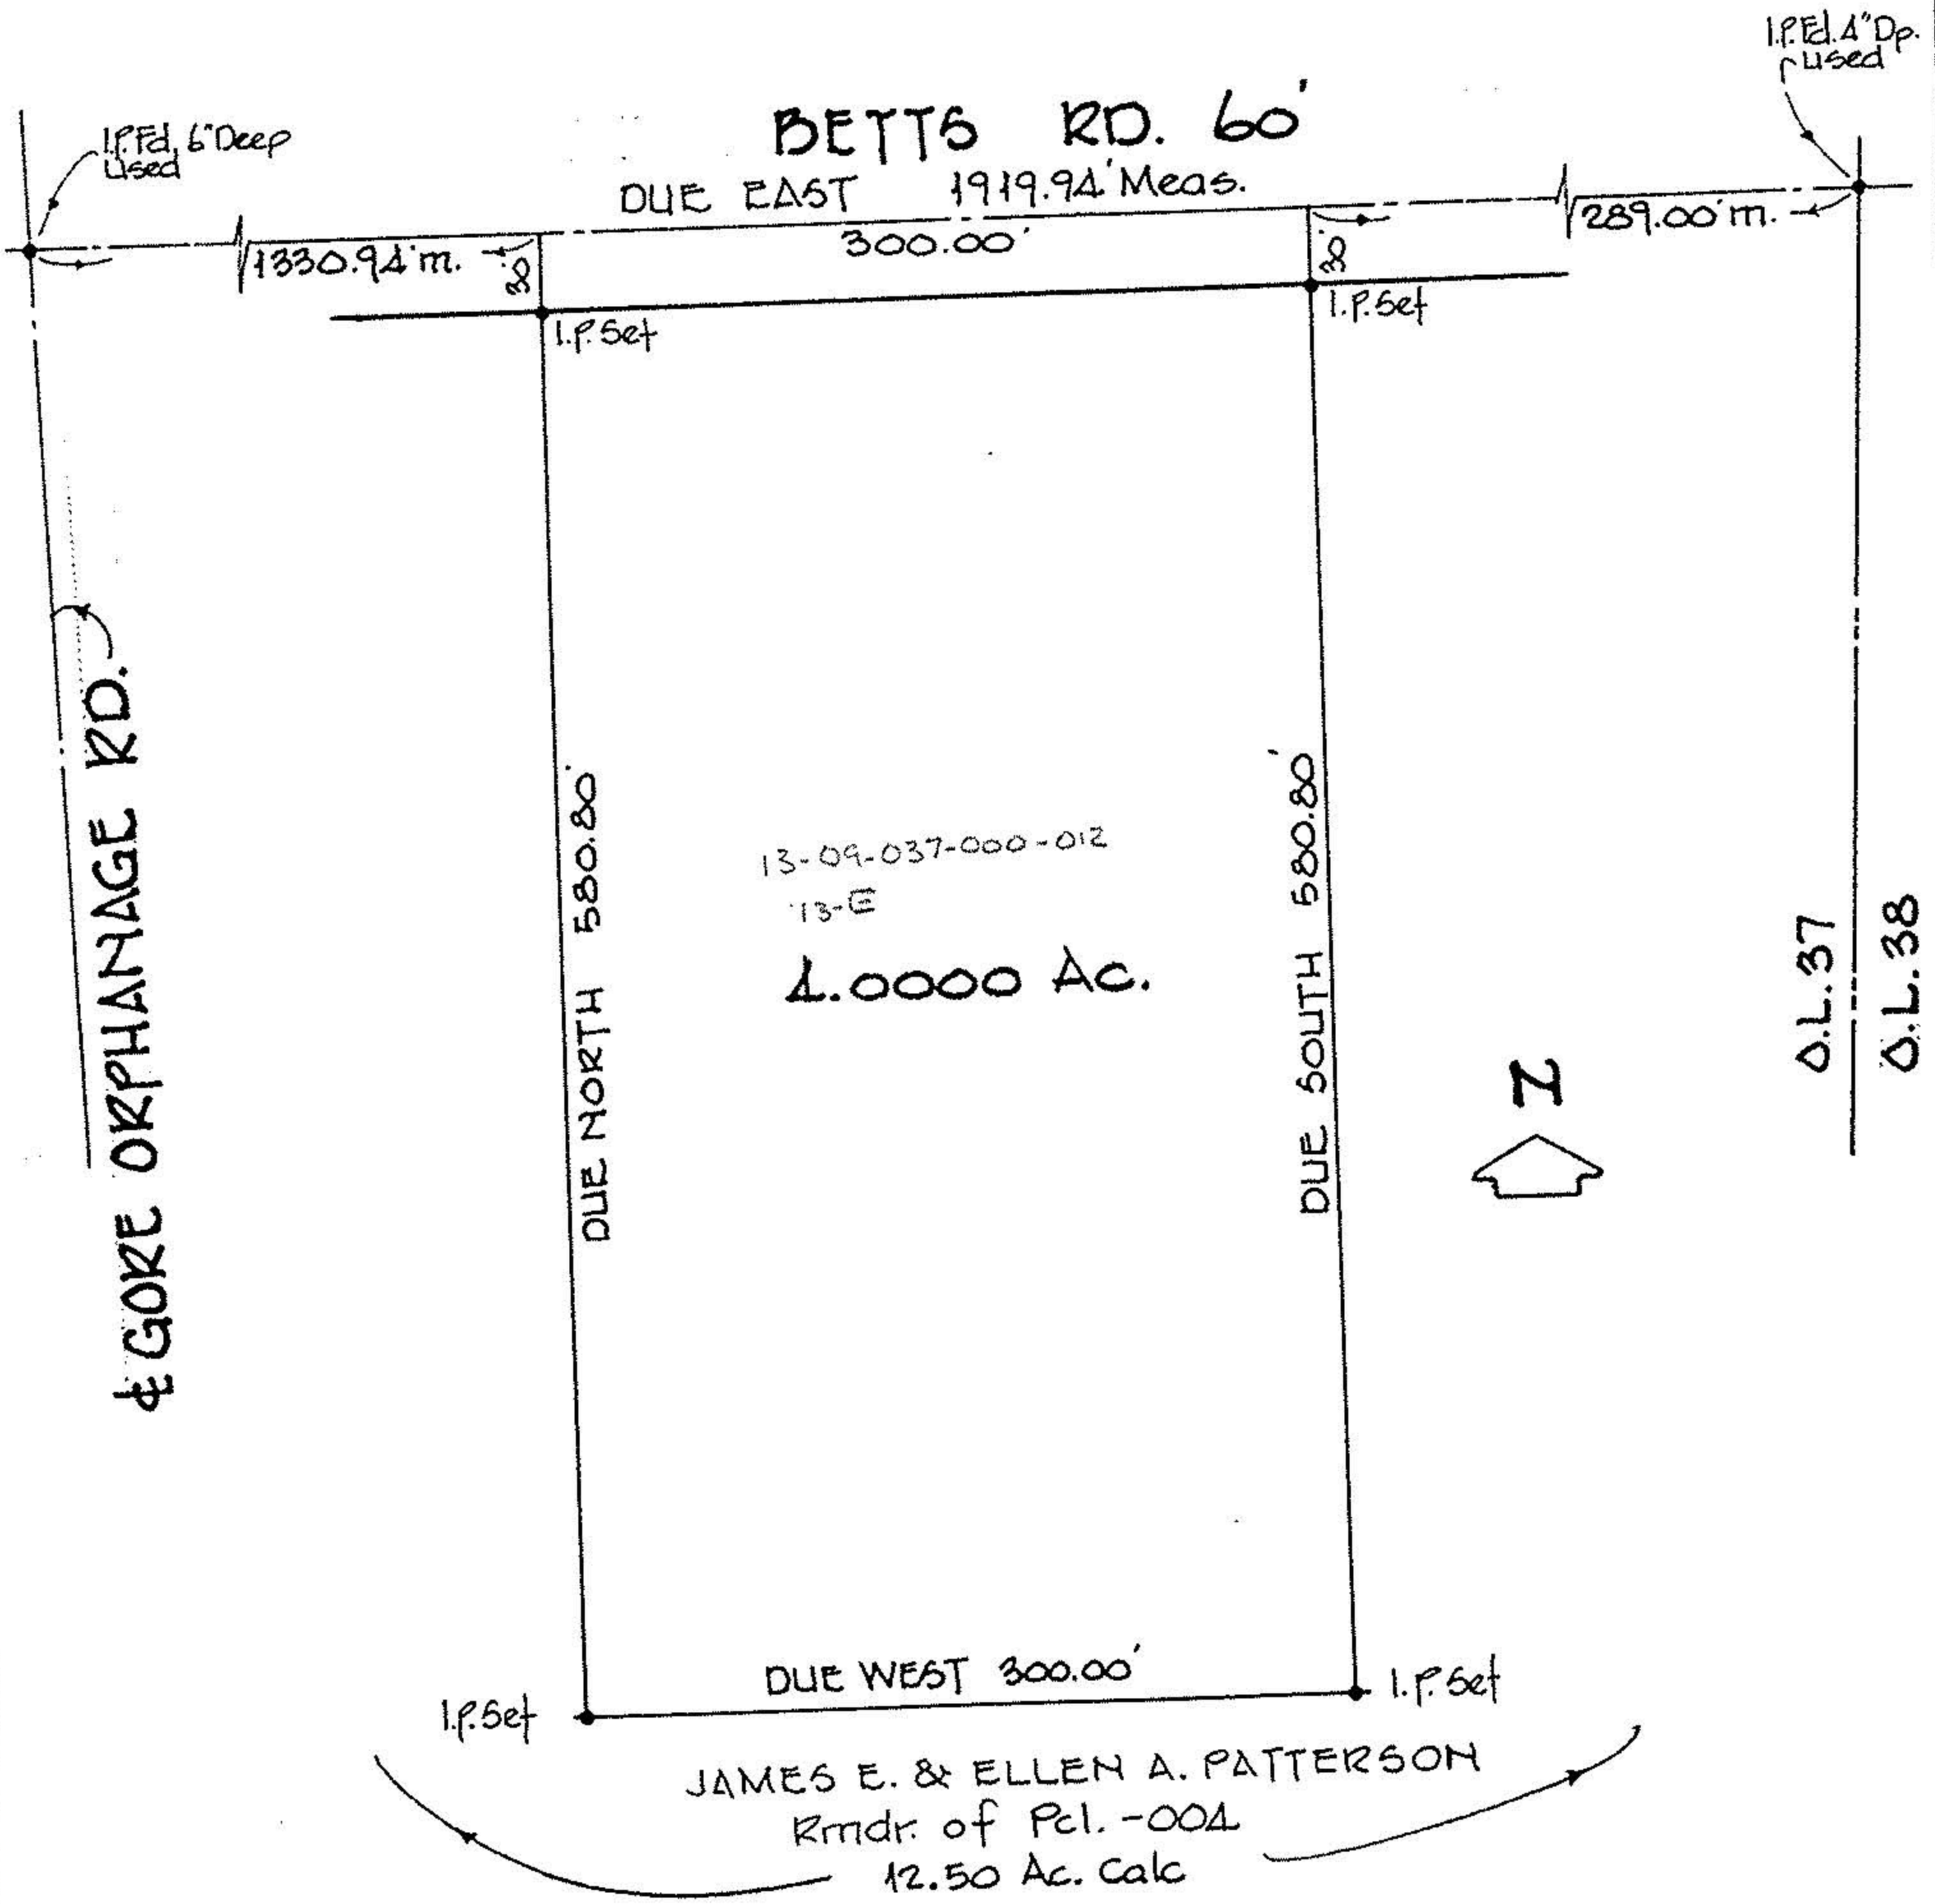 I.P. Fd. 4" Dp.
used
BETTS RD. 60'
I.P. Fd. 6" Deep
Used
DUE EAST 1919.94' Meas.
1330.94' m.
30'
300.00'
30'
289.00' m.
I.P. Set
I.P. Set
℄ GORE ORPHANAGE RD.
DUE NORTH 580.80'
13-09-037-000-012
13-E
4.0000 Ac.
DUE SOUTH 580.80'
N
O.L. 37
O.L. 38
DUE WEST 300.00'
I.P. Set
I.P. Set
JAMES E. & ELLEN A. PATTERSON
Rmdr. of Pcl. -004
12.50 Ac. Calc